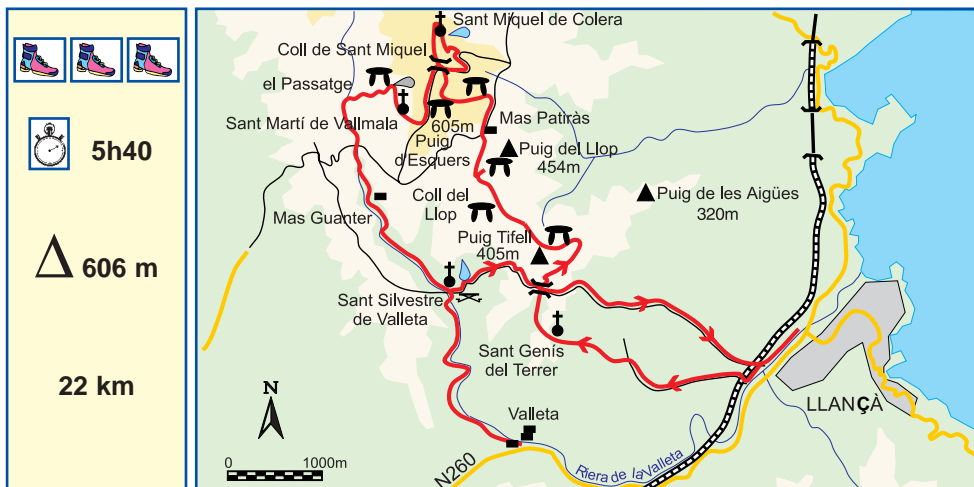 5h40
Δ 606 m
22 km
Sant Miquel de Colera
Coll de Sant Miquel
el Passatge
Sant Martí de Vallmala
605m
Puig
d'Esquers
Mas Patiràs
Puig del Llop
454m
Puig de les Aigües
320m
Coll del
Llop
Mas Guanter
Puig Tifell
405m
Sant Silvestre
de Valleta
Sant Genís
del Terrer
LLANÇÀ
N
Valleta
0 1000m
N260
Riera de la Valleta